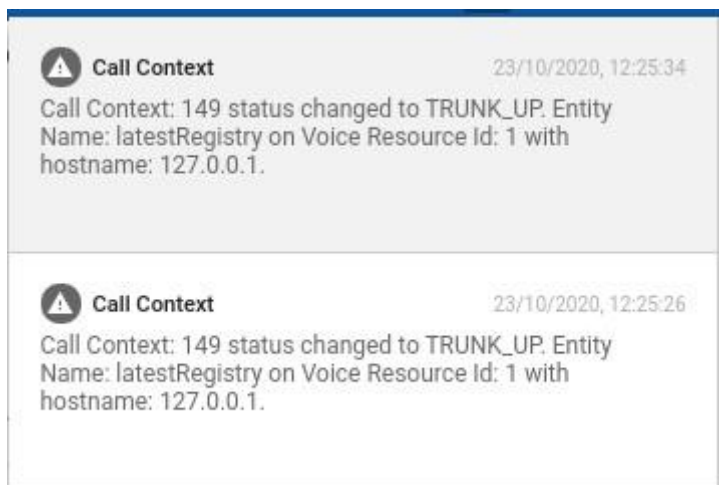 Call Context 23/10/2020, 12:25:34
Call Context: 149 status changed to TRUNK_UP. Entity
Name: latestRegistry on Voice Resource Id: 1 with
hostname: 127.0.0.1.
Call Context 23/10/2020, 12:25:26
Call Context: 149 status changed to TRUNK_UP. Entity
Name: latestRegistry on Voice Resource Id: 1 with
hostname: 127.0.0.1.